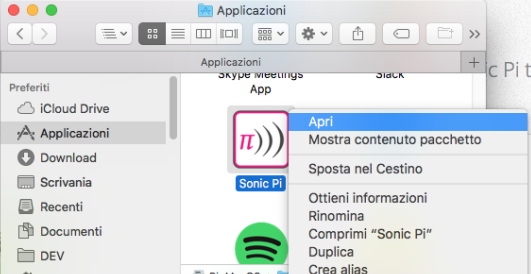 Applicazioni
Applicazioni
ic Pi t
Skype Meetings
App
Slack
Preferiti
iCloud Drive
Applicazioni
Download
Scrivania
Recenti
Documenti
DEV
π)))
Sonic Pi
Apri
Mostra contenuto pacchetto
Sposta nel Cestino
Ottieni informazioni
Rinomina
Comprimi “Sonic Pi”
Duplica
Crea alias